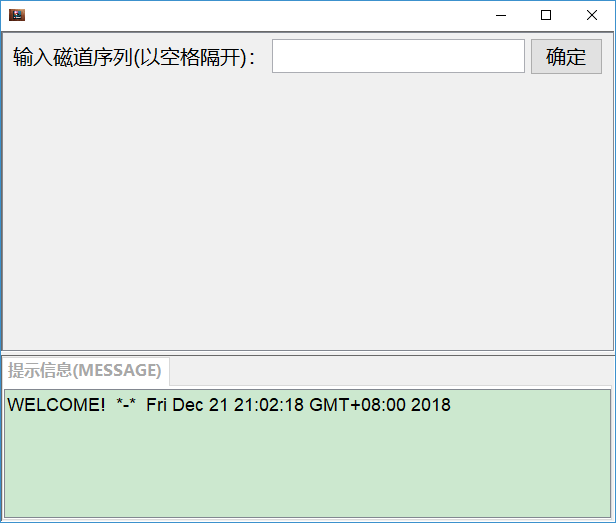 输入磁道序列(以空格隔开)：
确定
提示信息(MESSAGE)
WELCOME!  *-*  Fri Dec 21 21:02:18 GMT+08:00 2018